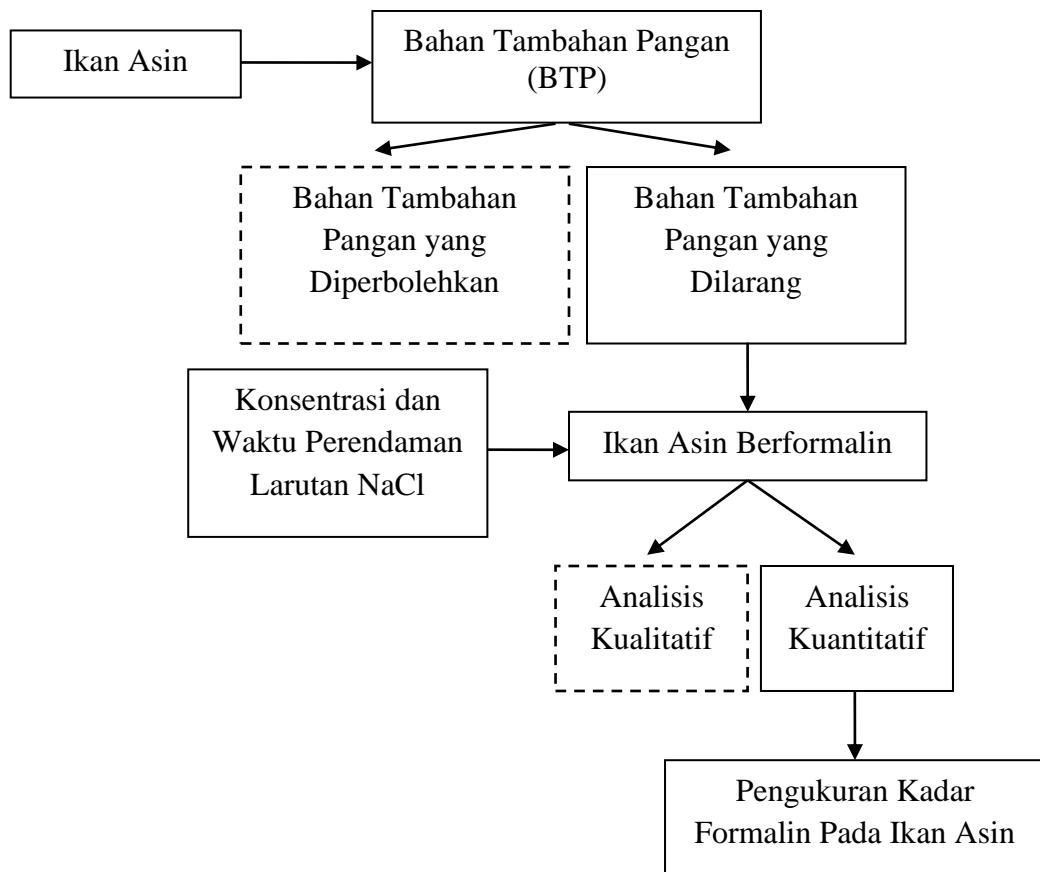 Ikan Asin
Bahan Tambahan Pangan
(BTP)
Bahan Tambahan
Pangan yang
Diperbolehkan
Bahan Tambahan
Pangan yang
Dilarang
Konsentrasi dan
Waktu Perendaman
Larutan NaCl
Ikan Asin Berformalin
Analisis
Kualitatif
Analisis
Kuantitatif
Pengukuran Kadar
Formalin Pada Ikan Asin